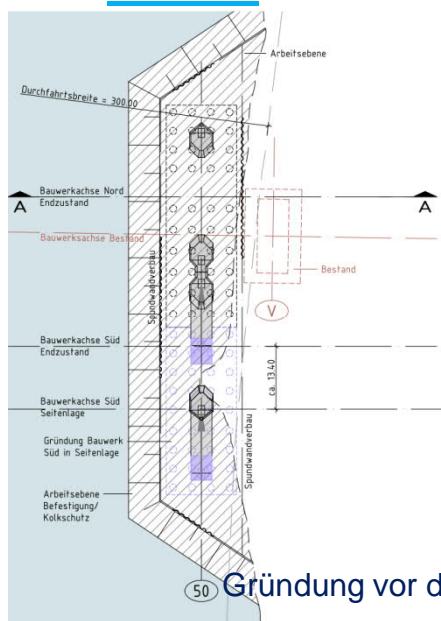 Arbeitsebene
Durchfahrtsbreite = 300.00
Bauwerkachse Nord
Endzustand
A
A
Bauwerksachse Bestand
Bestand
Spundwandverbau
V
Bauwerkachse Süd
Endzustand
ca. 13.40
Bauwerkachse Süd
Seitenlage
Gründung Bauwerk
Süd in Seitenlage
Spundwandverbau
Arbeitsebene
Befestigung/
Kolkschutz
50
Gründung vor d